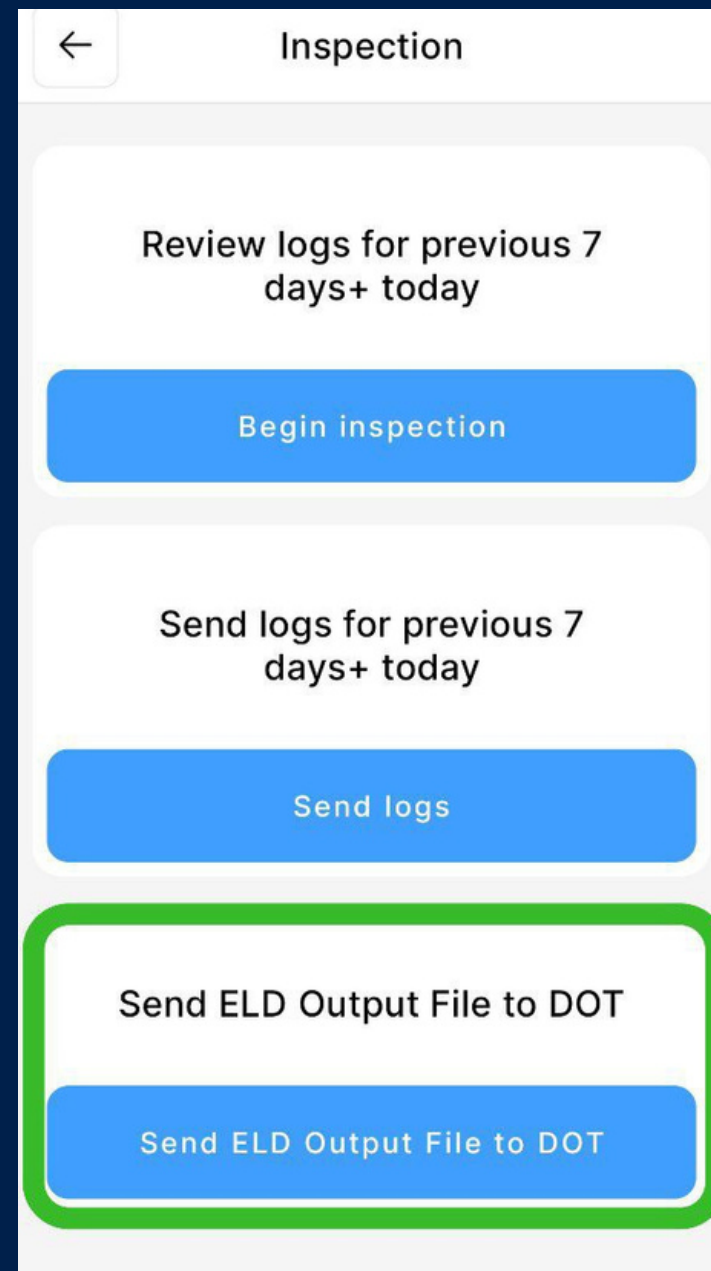 Inspection
Review logs for previous 7
days+ today
Begin inspection
Send logs for previous 7
days+ today
Send logs
Send ELD Output File to DOT
Send ELD Output File to DOT